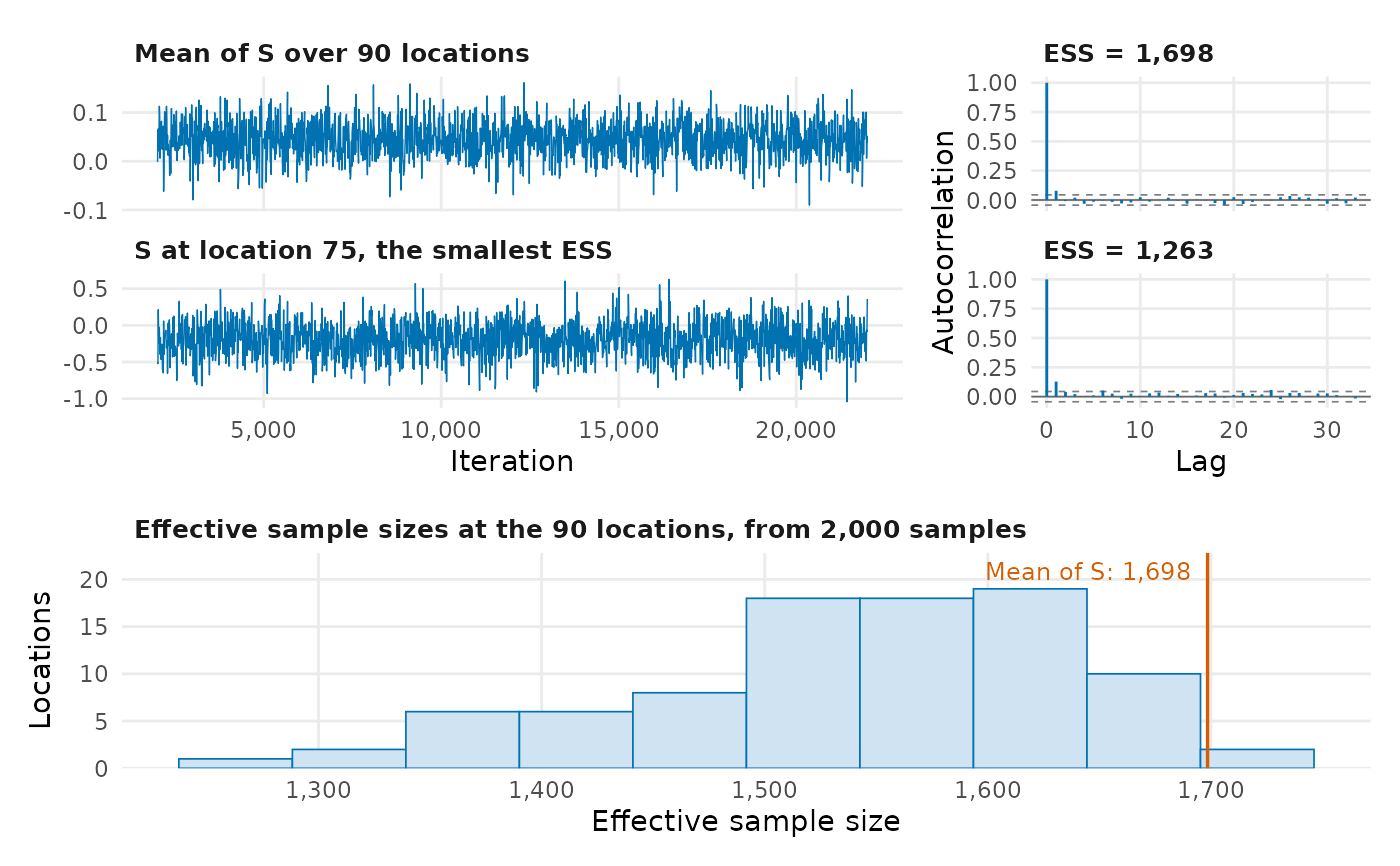 Mean of S over 90 locations
0.1
0.0
-0.1
S at location 75, the smallest ESS
0.5
0.0
-0.5
-1.0
5,000 10,000 15,000 20,000
Iteration
ESS = 1,698
1.00
0.75
0.50
0.25
0.00
Autocorrelation
ESS = 1,263
1.00
0.75
0.50
0.25
0.00
0 10 20 30
Lag
Effective sample sizes at the 90 locations, from 2,000 samples
Mean of S: 1,698
Locations
20
15
10
5
0
1,300 1,400 1,500 1,600 1,700
Effective sample size